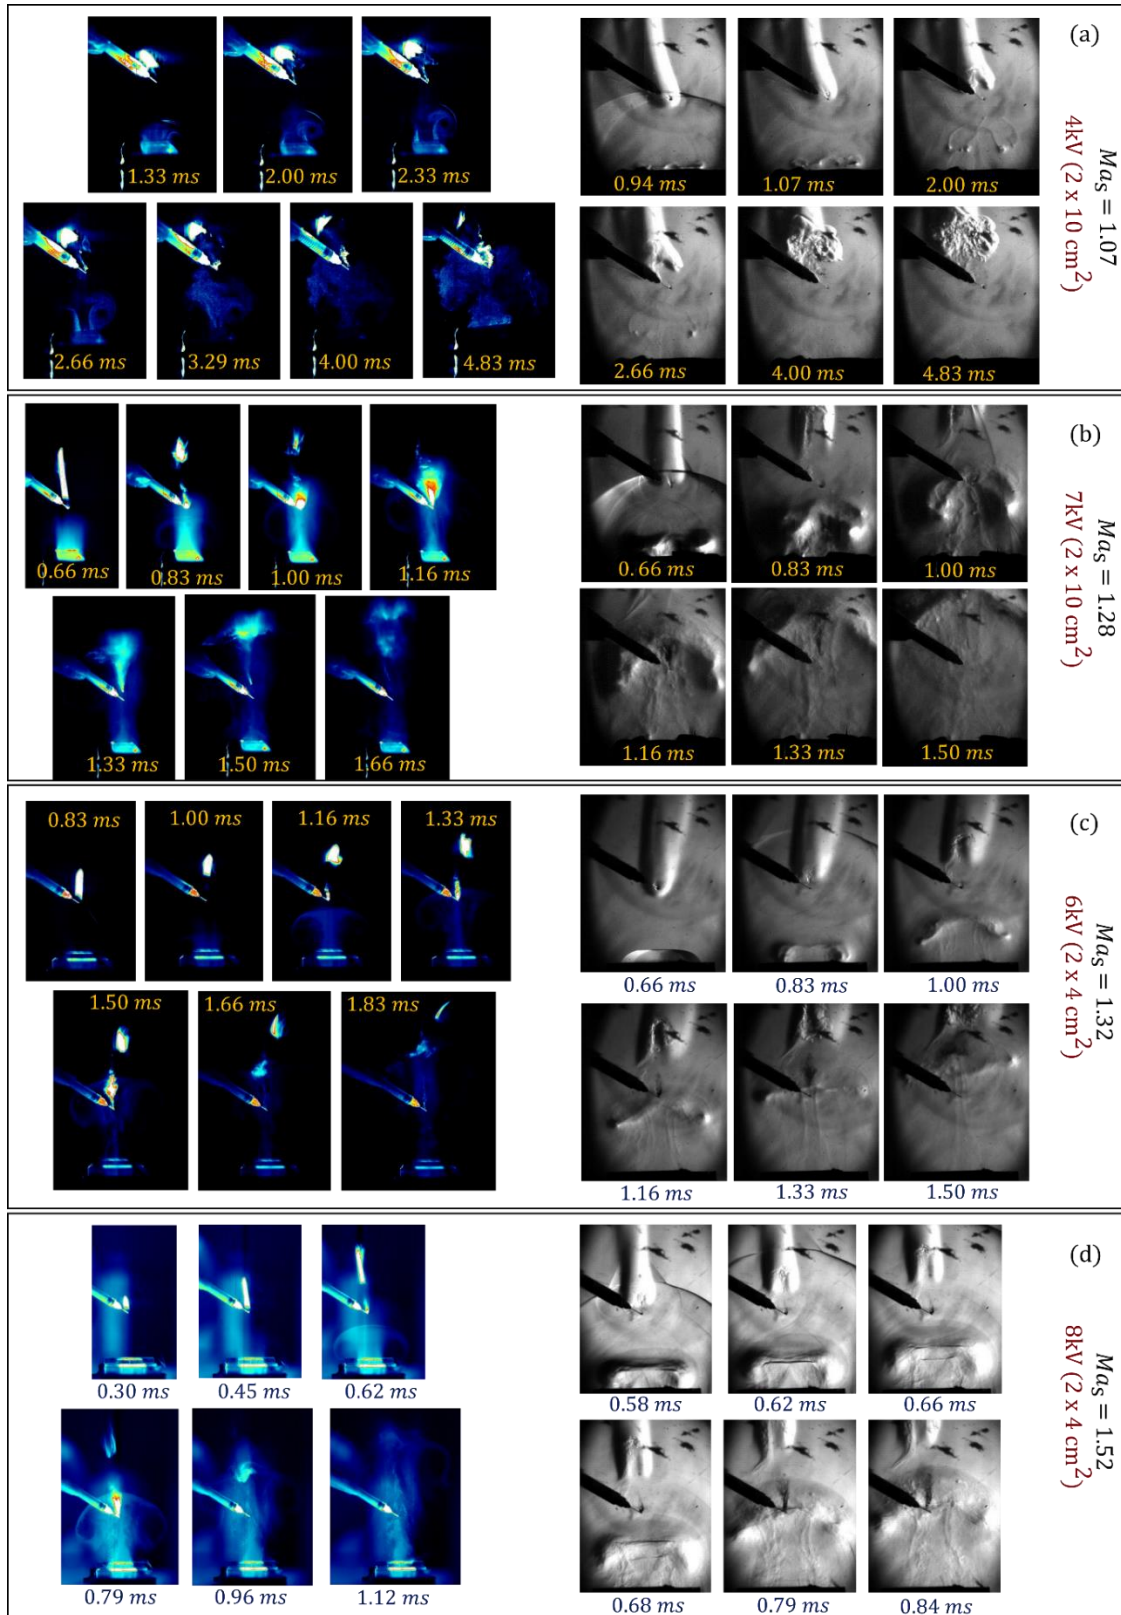 1.33 ms 2.00 ms 2.33 ms
2.66 ms 3.29 ms 4.00 ms 4.83 ms
0.94 ms 1.07 ms 2.00 ms
2.66 ms 4.00 ms 4.83 ms
(a)
Ma_S = 1.07
4kV (2 x 10 cm²)
0.66 ms 0.83 ms 1.00 ms 1.16 ms
1.33 ms 1.50 ms 1.66 ms
0.66 ms 0.83 ms 1.00 ms
1.16 ms 1.33 ms 1.50 ms
(b)
Ma_S = 1.28
7kV (2 x 10 cm²)
0.83 ms 1.00 ms 1.16 ms 1.33 ms
1.50 ms 1.66 ms 1.83 ms
0.66 ms 0.83 ms 1.00 ms
1.16 ms 1.33 ms 1.50 ms
(c)
Ma_S = 1.32
6kV (2 x 4 cm²)
0.30 ms 0.45 ms 0.62 ms
0.79 ms 0.96 ms 1.12 ms
0.58 ms 0.62 ms 0.66 ms
0.68 ms 0.79 ms 0.84 ms
(d)
Ma_S = 1.52
8kV (2 x 4 cm²)